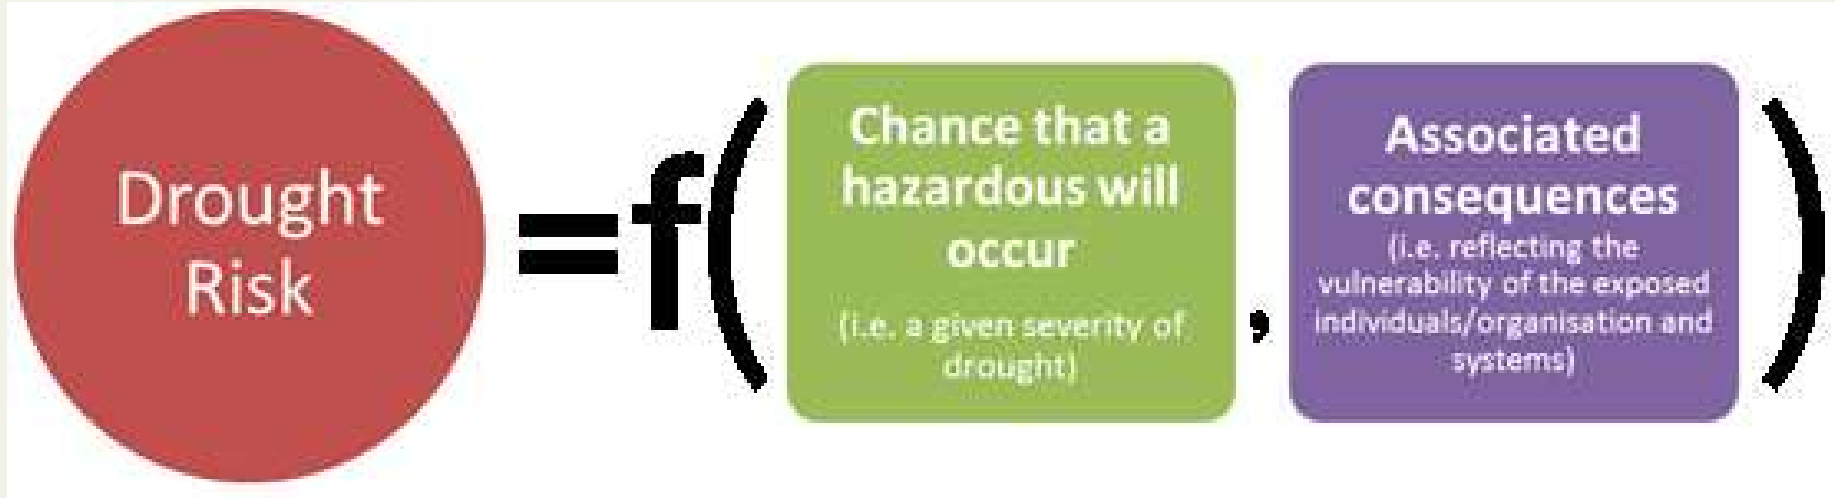 Drought
Risk
=f(
Chance that a
hazardous will
occur
(i.e. a given severity of
drought)
,
Associated
consequences
(i.e. reflecting the
vulnerability of the exposed
individuals/organisation and
systems)
)